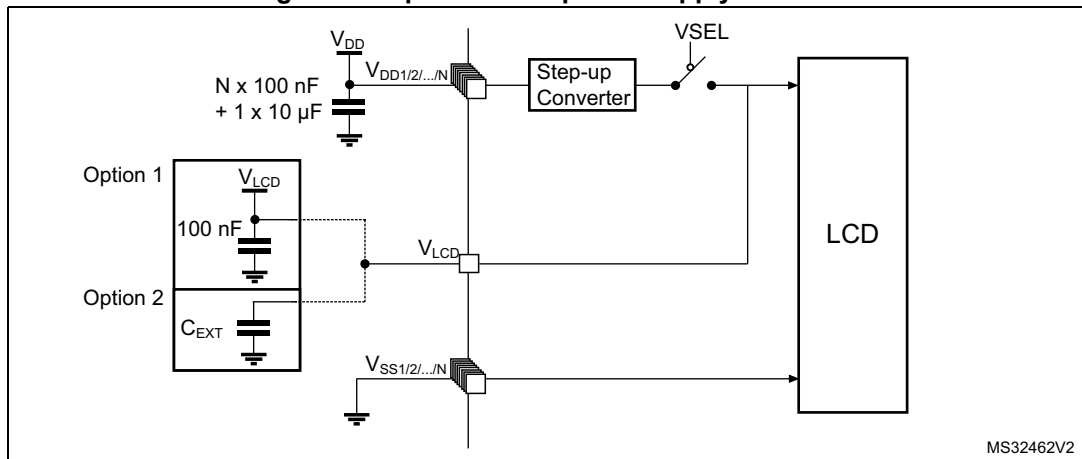 VSEL
VDD
VDD1/2/.../N
N x 100 nF
+ 1 x 10 µF
Step-up
Converter
Option 1
VLCD
100 nF
VLCD
LCD
Option 2
CEXT
VSS1/2/.../N
MS32462V2